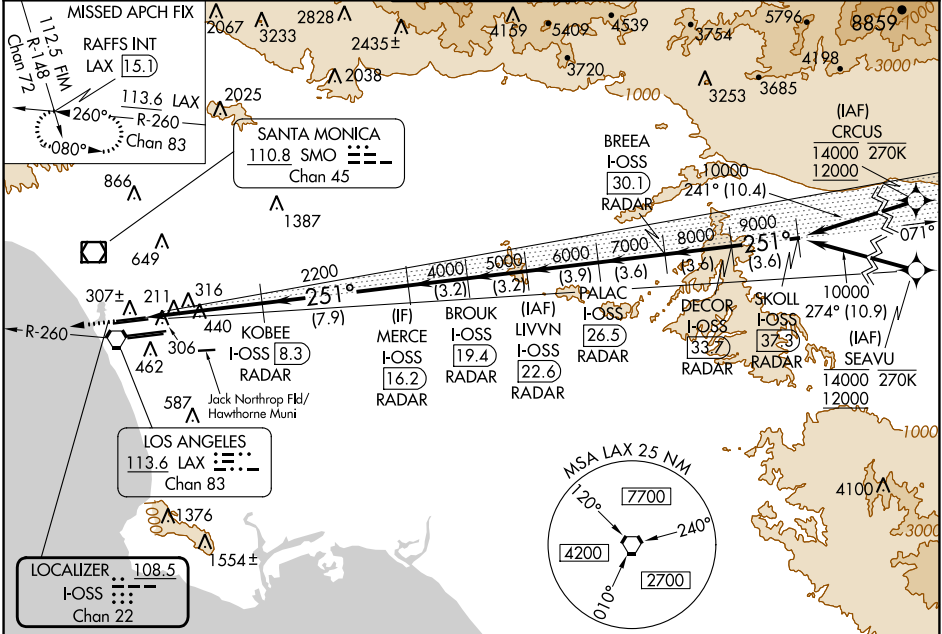 MISSED APCH FIX
112.5 FIM
R-148
Chan 72
RAFFS INT
LAX 15.1
113.6 LAX
R-260
Chan 83
260°
080°
2067
3233
2828
2435±
2038
2025
4159
5409
4539
3720
3754
5796
8859
7000
4198
3000
3253
3685
1000
SANTA MONICA
110.8 SMO
Chan 45
866
649
1387
BREEA
I-OSS
30.1
RADAR
10000
241° (10.4)
(IAF)
CRCUS
14000 270K
12000
071°
307±
211
316
440
306
462
587
R-260
2200
251°
(7.9)
4000
(3.2)
5000
(3.2)
6000
(3.9)
7000
(3.6)
8000
(3.6)
9000
251°
(3.6)
10000
274° (10.9)
(IAF)
SEAVU
14000 270K
12000
KOBEE
I-OSS 8.3
RADAR
(IF)
MERCE
I-OSS
16.2
RADAR
BROUK
I-OSS
19.4
RADAR
(IAF)
LIVVN
I-OSS
22.6
RADAR
PALAC
I-OSS
26.5
RADAR
DECOR
I-OSS
33.7
RADAR
SKOLL
I-OSS
37.3
RADAR
Jack Northrop Fld/
Hawthorne Muni
LOS ANGELES
113.6 LAX
Chan 83
1376
1554±
1000
LOCALIZER 108.5
I-OSS
Chan 22
MSA LAX 25 NM
120°
7700
240°
4200
2700
010°
1000
4100
3000